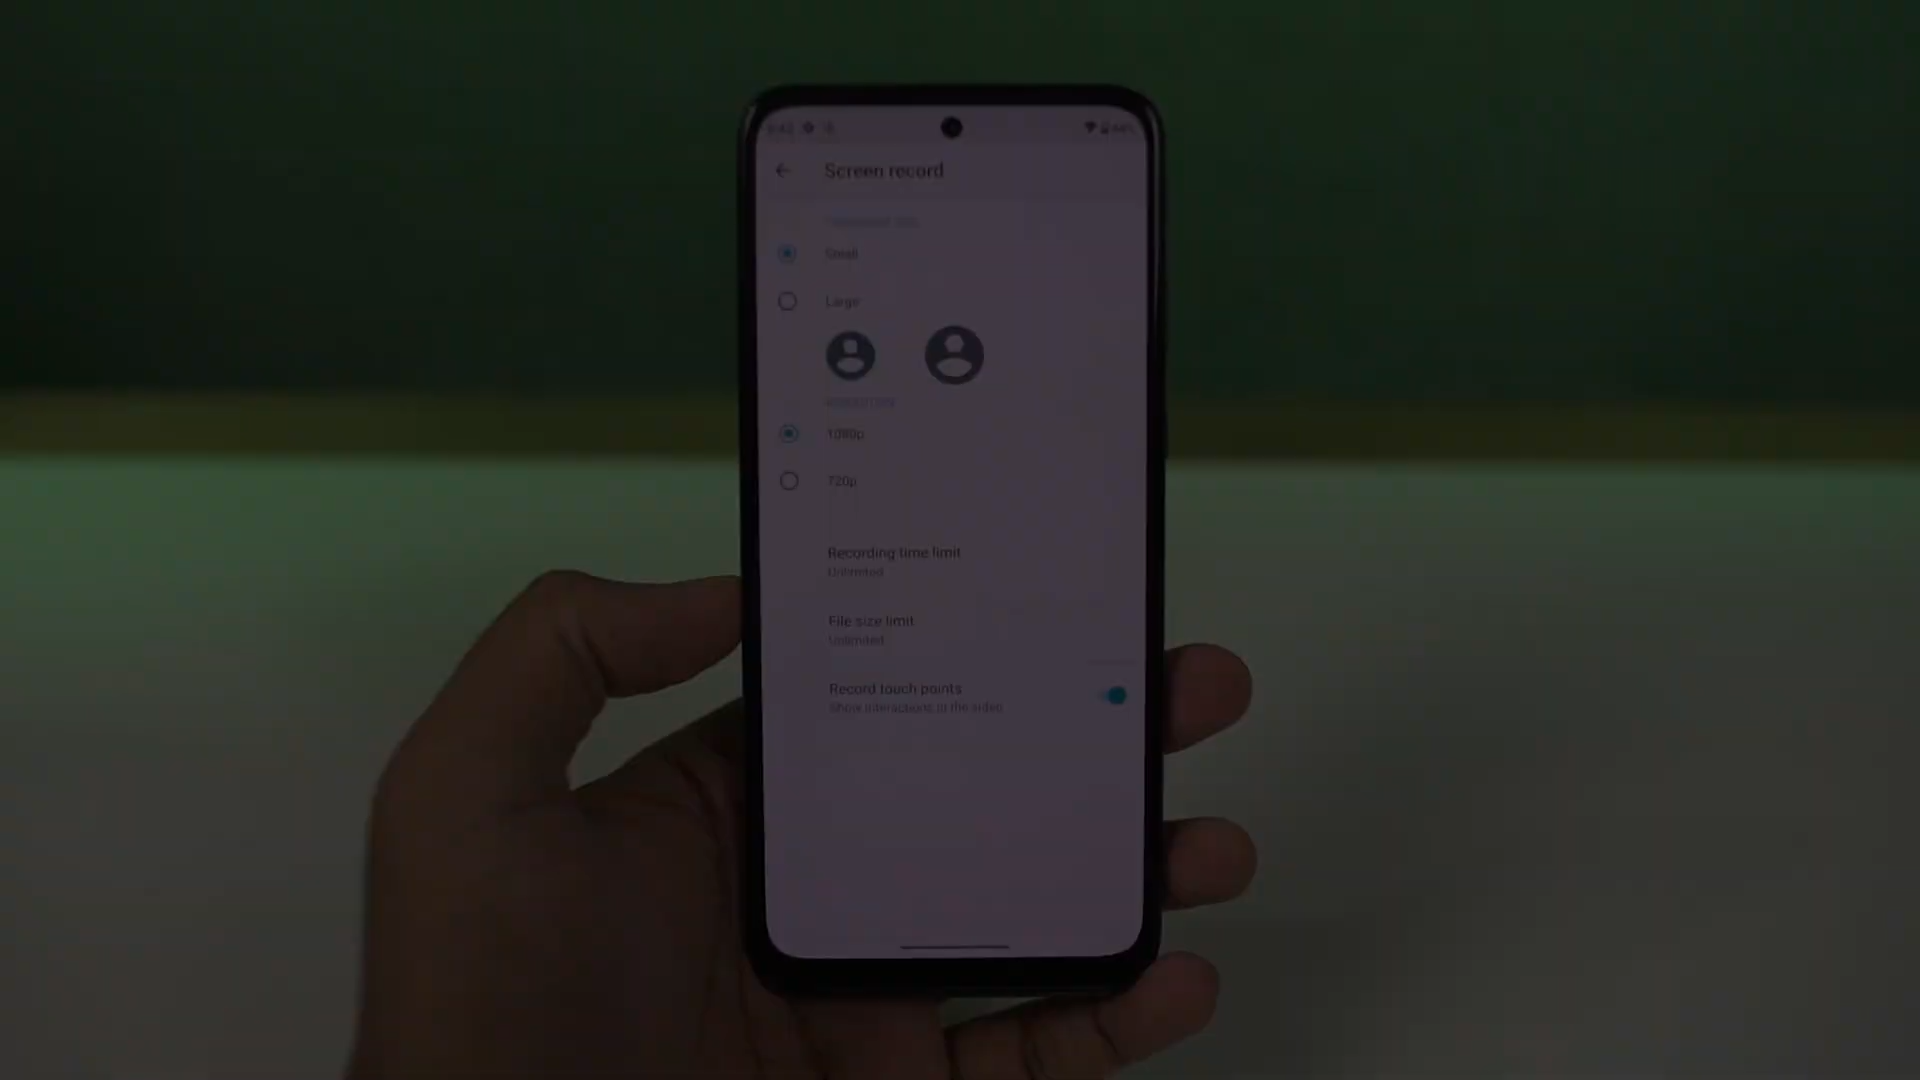 Screen record
Small
Large
1080p
720p
Recording time limit
Unlimited
File size limit
Unlimited
Record touch points
Show interactions in the video